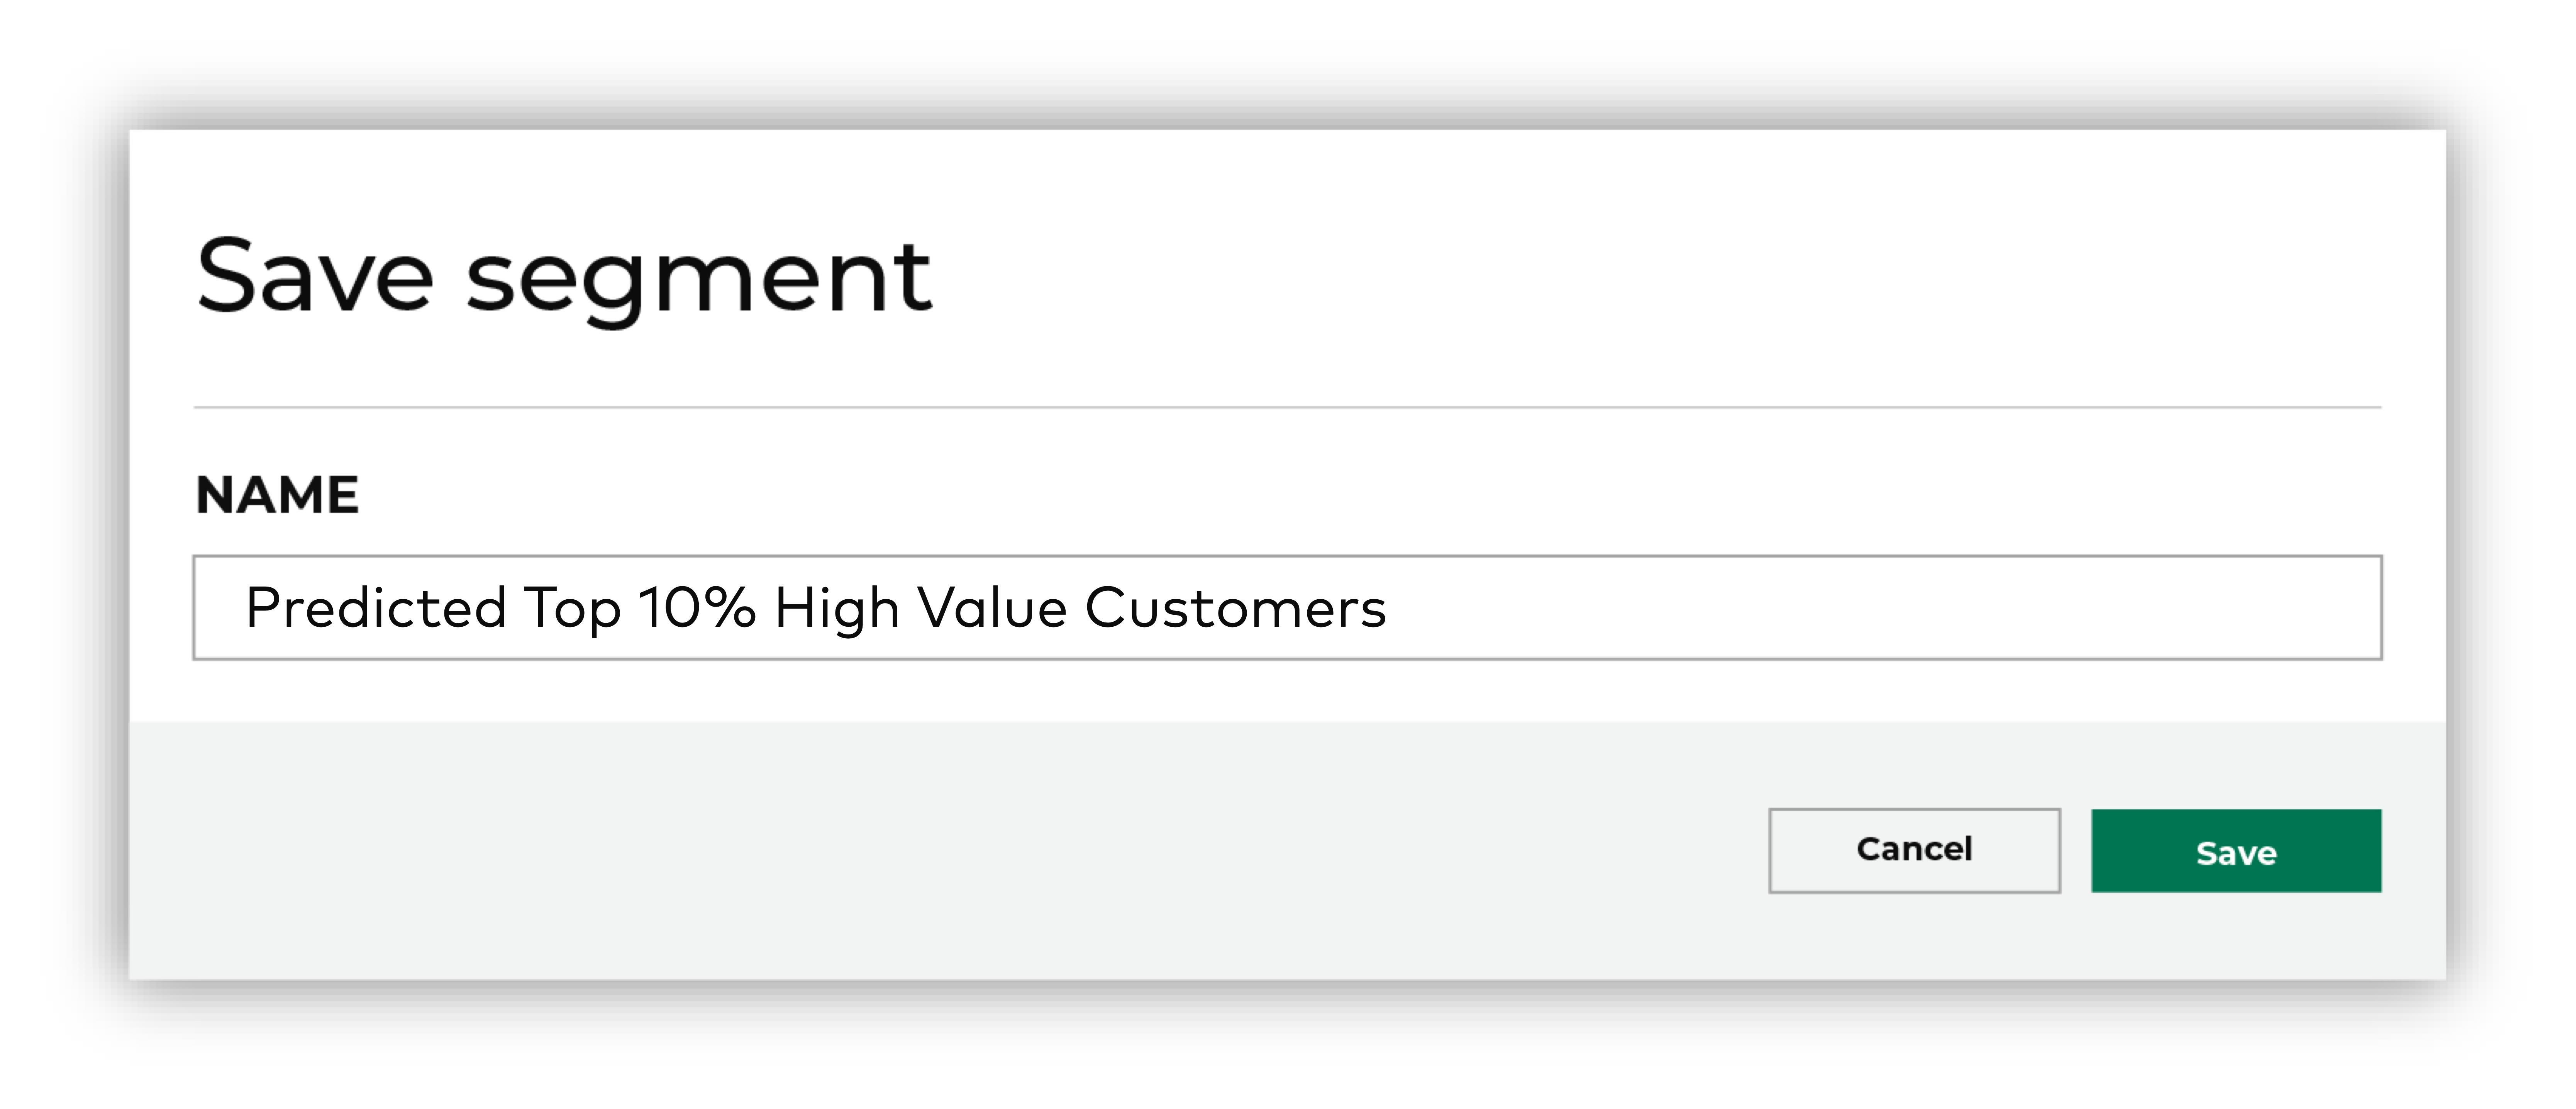 Save segment
NAME
Predicted Top 10% High Value Customers
Cancel
Save